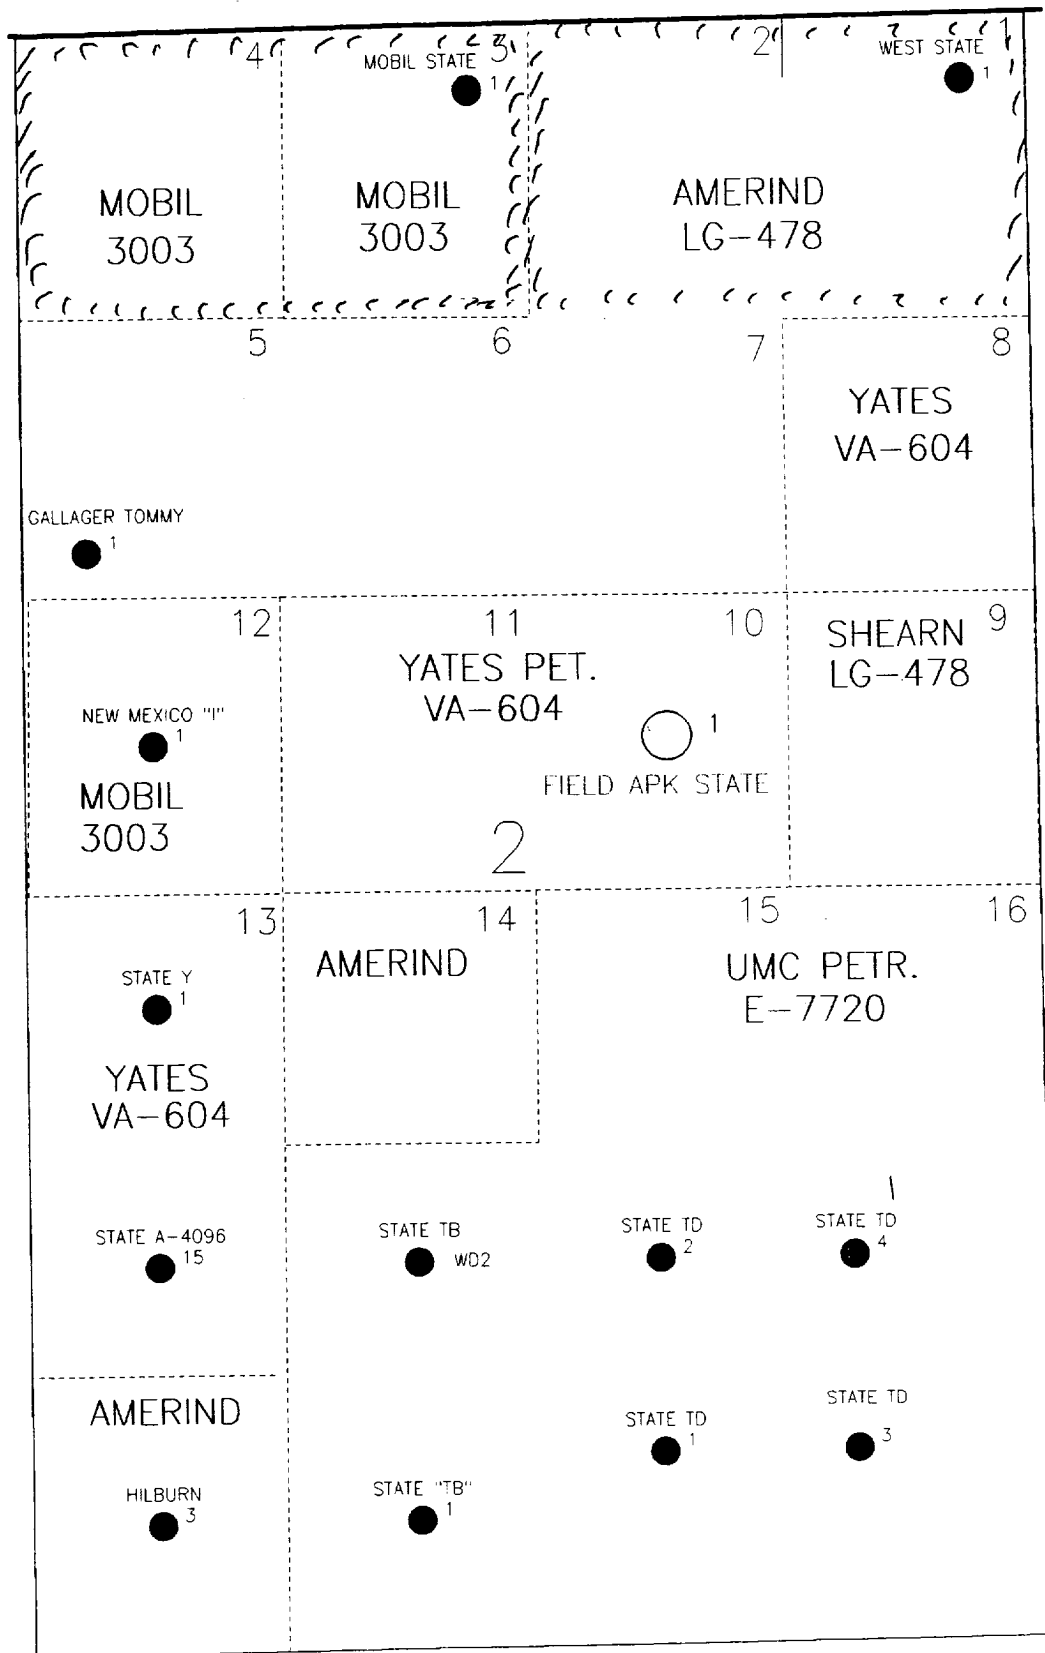 4
3
2
1
MOBIL STATE
1
WEST STATE
1
MOBIL
3003
MOBIL
3003
AMERIND
LG-478
5
6
7
8
YATES
VA-604
GALLAGER TOMMY
1
12
11
10
9
YATES PET.
VA-604
SHEARN
LG-478
NEW MEXICO "I"
1
1
FIELD APK STATE
MOBIL
3003
2
13
14
15
16
STATE Y
1
AMERIND
UMC PETR.
E-7720
YATES
VA-604
STATE A-4096
15
STATE TB
WD2
STATE TD
2
STATE TD
4
AMERIND
HILBURN
3
STATE "TB"
1
STATE TD
1
STATE TD
3